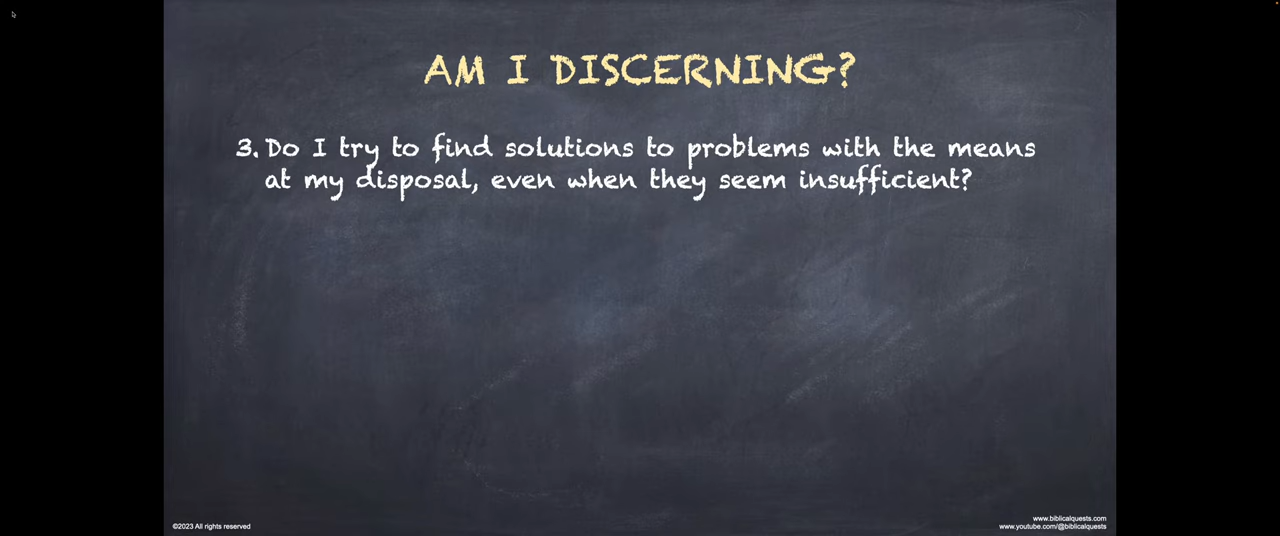 AM I DISCERNING?
3. Do I try to find solutions to problems with the means
at my disposal, even when they seem insufficient?
©2023 All rights reserved
www.biblicalquests.com
www.youtube.com/@biblicalquests